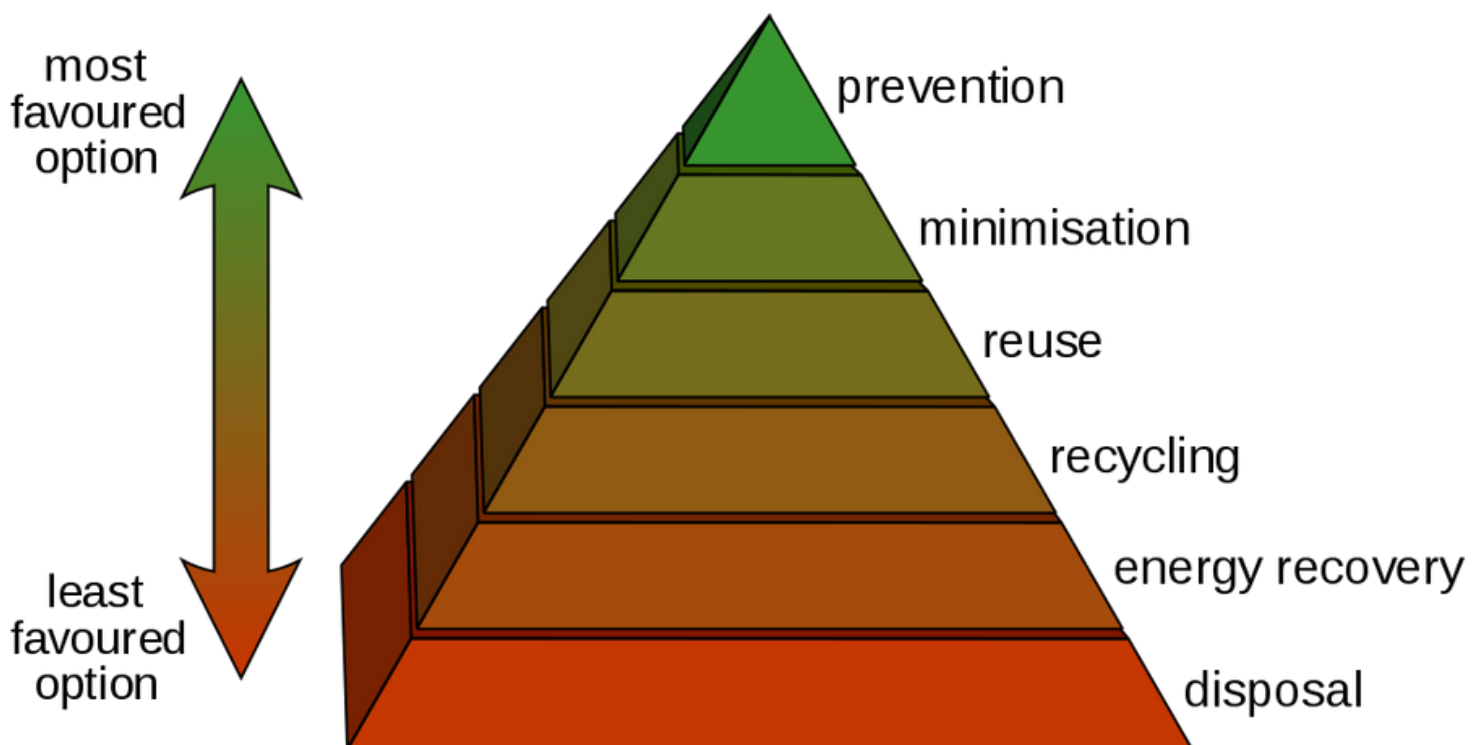 most
favoured
option
prevention
minimisation
reuse
recycling
energy recovery
disposal
least
favoured
option